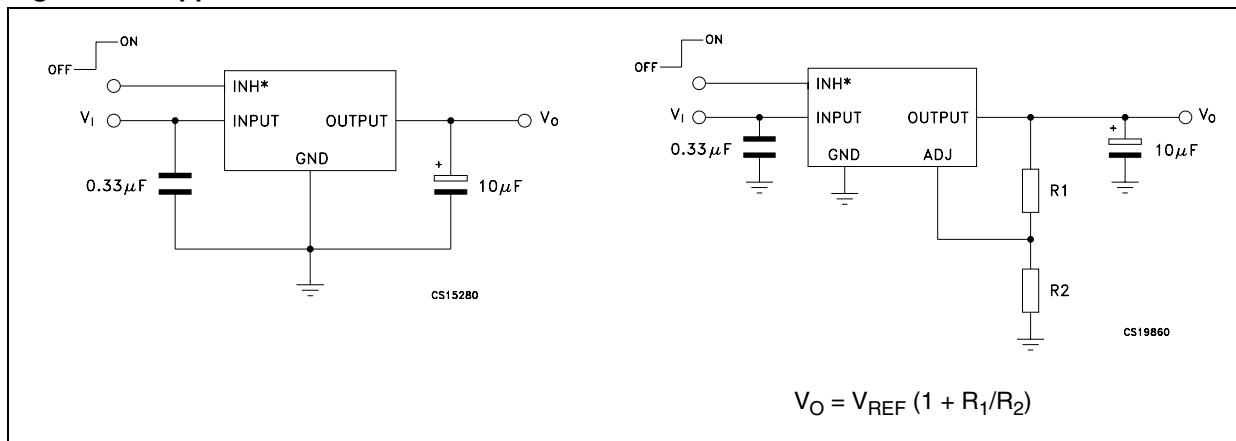 ON
OFF
INH*
V_I
INPUT
OUTPUT
V_O
GND
0.33µF
+
10µF
CS15280
ON
OFF
INH*
V_I
INPUT
OUTPUT
V_O
0.33µF
GND
ADJ
+
10µF
R1
R2
CS19860
V_O = V_REF (1 + R_1/R_2)